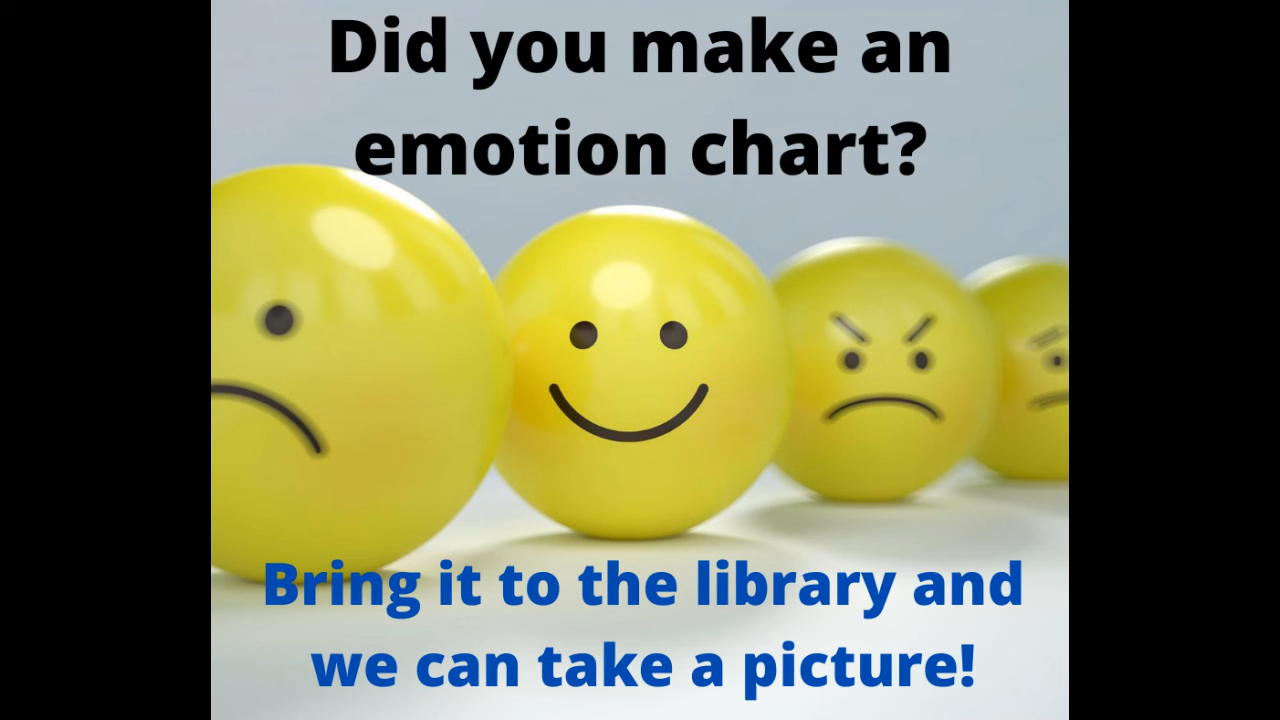 Did you make an
emotion chart?
Bring it to the library and
we can take a picture!